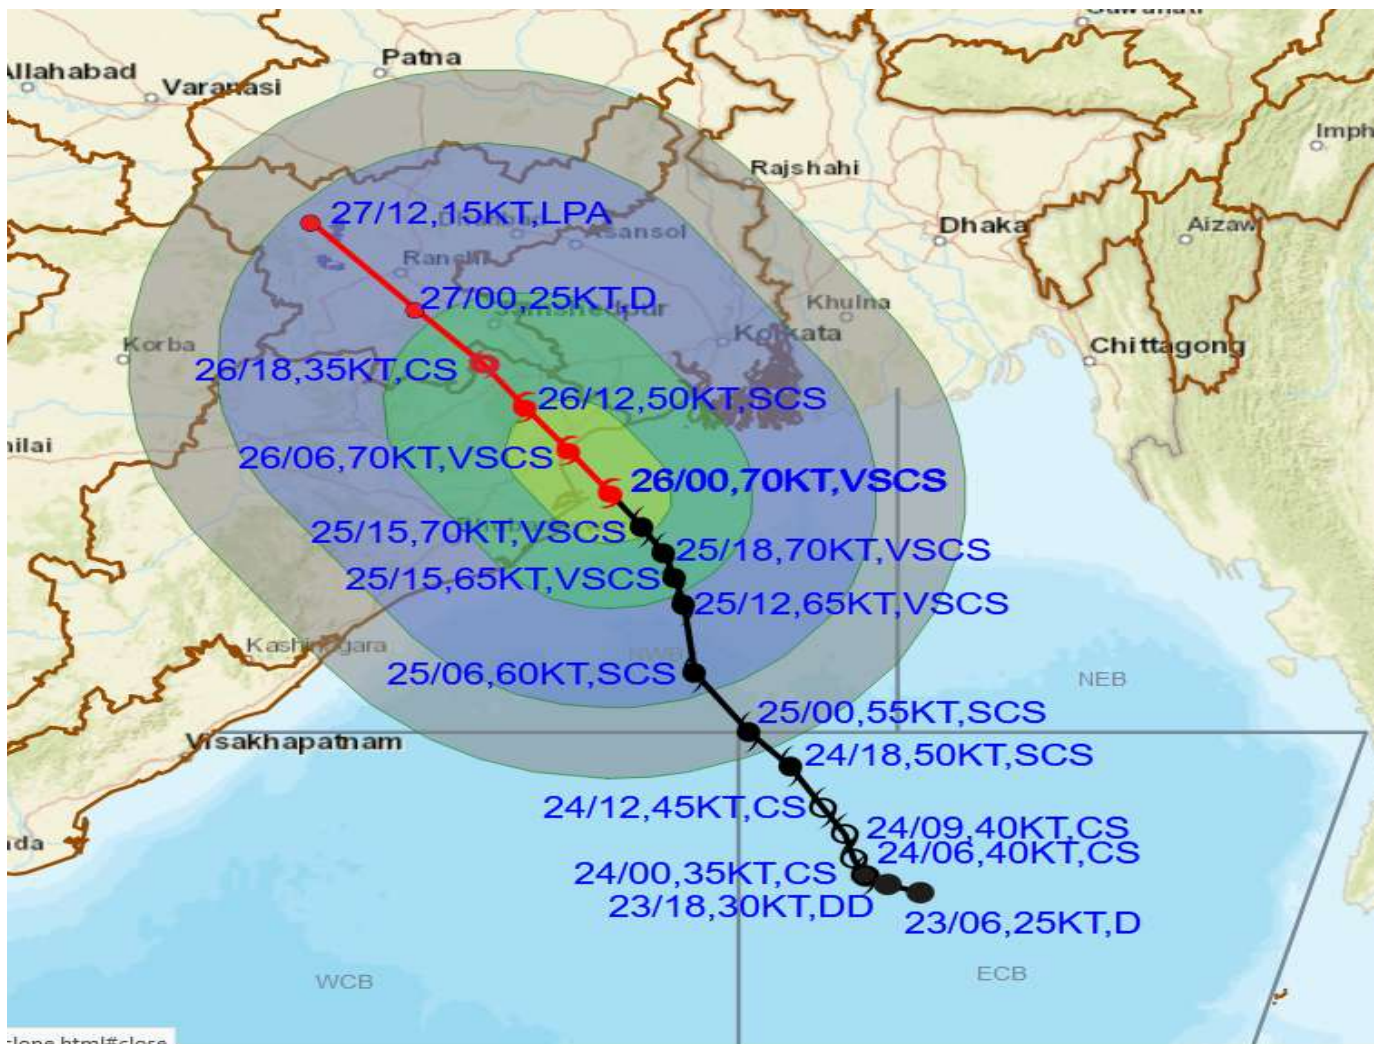 Patna
Allahabad
Varanasi
Imph
Rajshahi
Dhaka
Aizawl
27/12,15KT,LPA
Asansol
Ranchi
27/00,25KT,D
Jamshedpur
Khulna
Kolkata
Korba
Chittagong
26/18,35KT,CS
26/12,50KT,SCS
hilai
26/06,70KT,VSCS
26/00,70KT,VSCS
25/15,70KT,VSCS
25/18,70KT,VSCS
25/15,65KT,VSCS
25/12,65KT,VSCS
NWB
25/06,60KT,SCS
NEB
25/00,55KT,SCS
Visakhapatnam
24/18,50KT,SCS
24/12,45KT,CS
24/09,40KT,CS
ada
24/06,40KT,CS
24/00,35KT,CS
23/18,30KT,DD
23/06,25KT,D
WCB
ECB